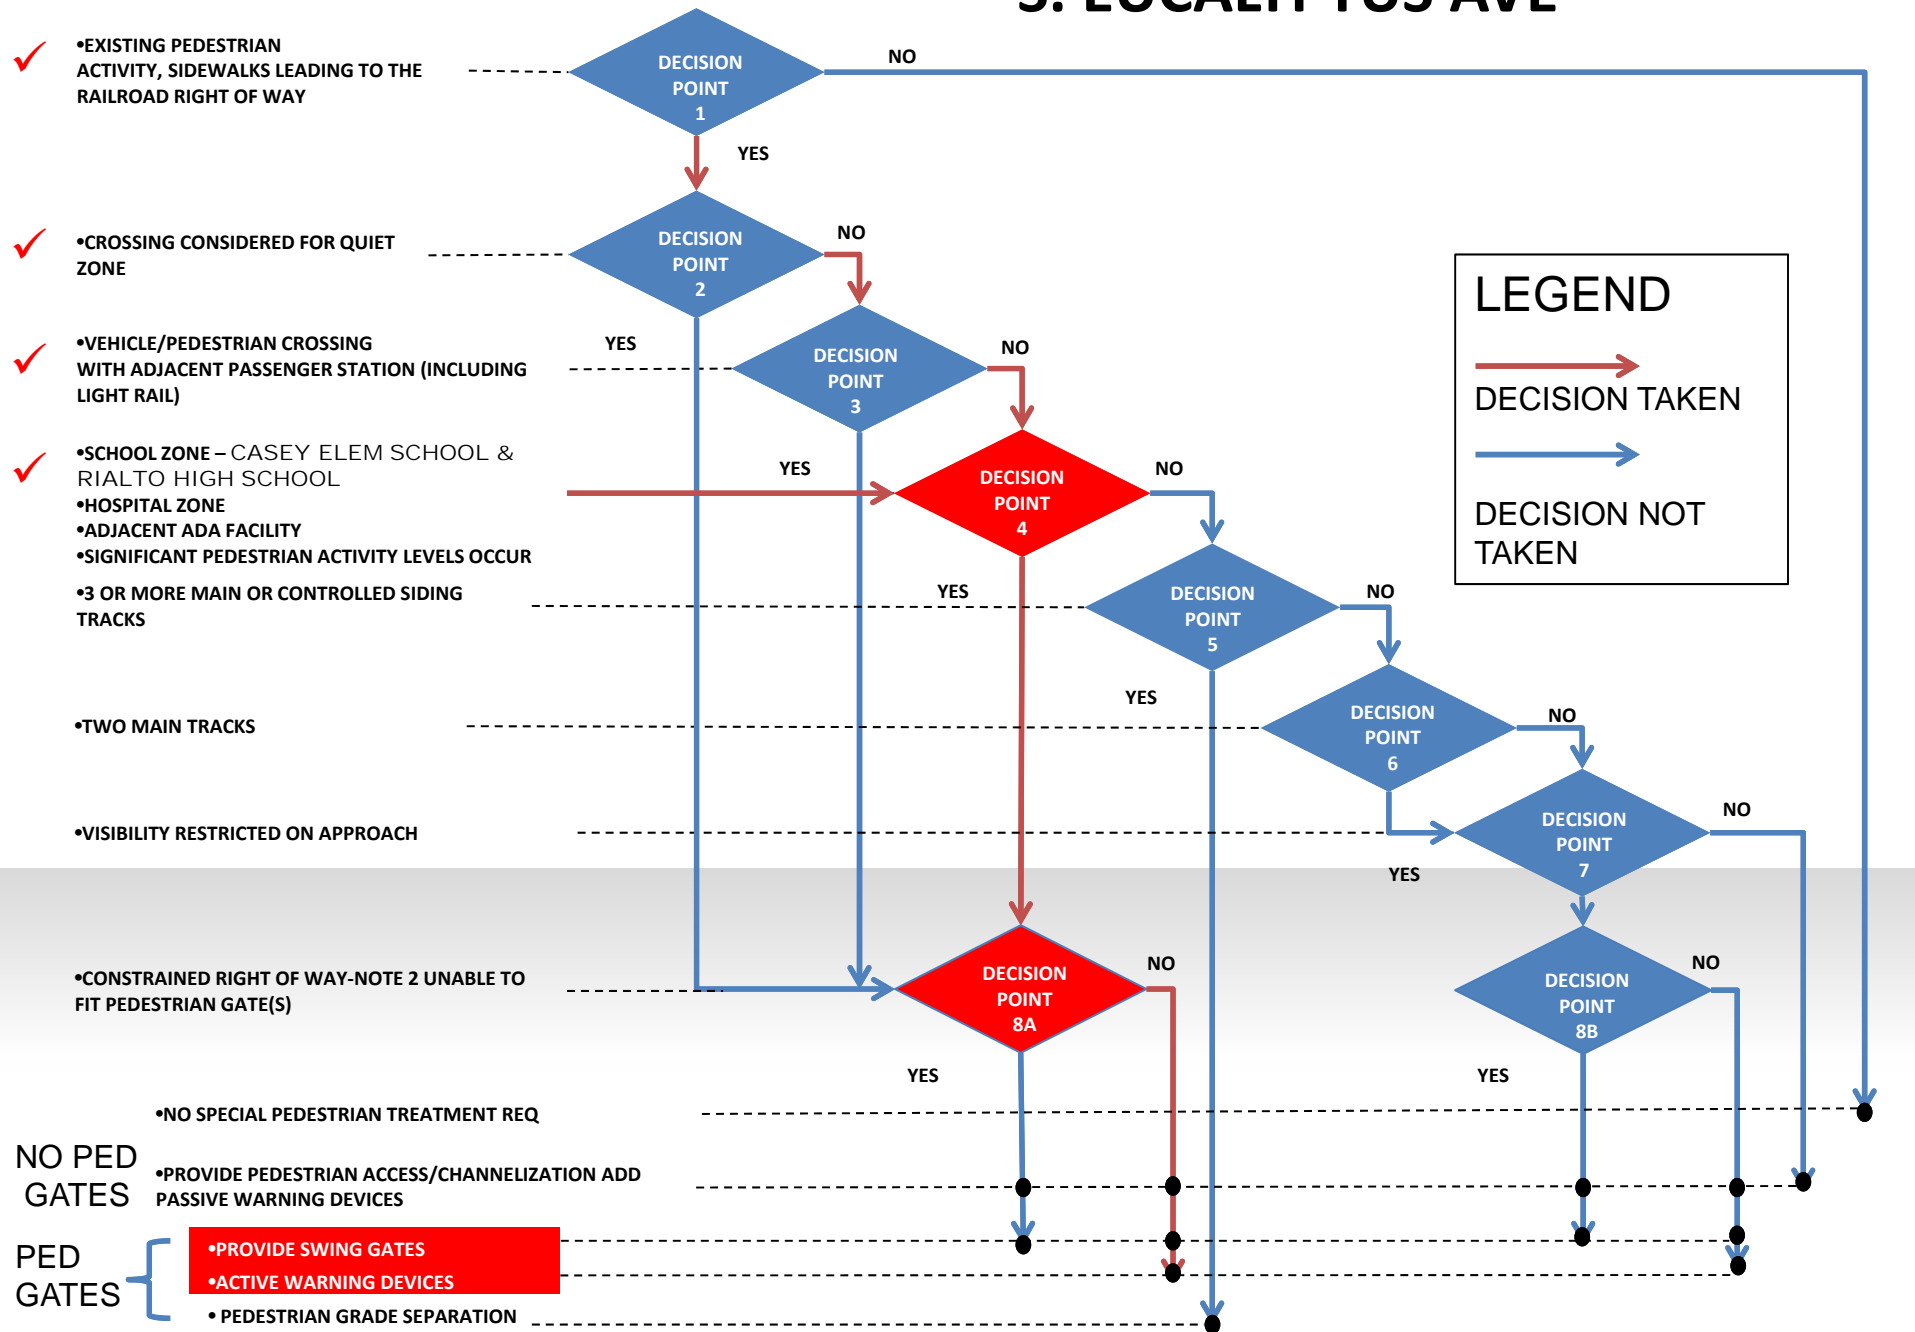 •EXISTING PEDESTRIAN
ACTIVITY, SIDEWALKS LEADING TO THE
RAILROAD RIGHT OF WAY
DECISION
POINT
1
NO
YES
•CROSSING CONSIDERED FOR QUIET
ZONE
DECISION
POINT
2
NO
YES
•VEHICLE/PEDESTRIAN CROSSING
WITH ADJACENT PASSENGER STATION (INCLUDING
LIGHT RAIL)
DECISION
POINT
3
NO
LEGEND
DECISION TAKEN
DECISION NOT
TAKEN
•SCHOOL ZONE – CASEY ELEM SCHOOL &
RIALTO HIGH SCHOOL
•HOSPITAL ZONE
•ADJACENT ADA FACILITY
•SIGNIFICANT PEDESTRIAN ACTIVITY LEVELS OCCUR
YES
DECISION
POINT
4
NO
•3 OR MORE MAIN OR CONTROLLED SIDING
TRACKS
YES
DECISION
POINT
5
NO
•TWO MAIN TRACKS
YES
DECISION
POINT
6
NO
•VISIBILITY RESTRICTED ON APPROACH
YES
DECISION
POINT
7
NO
•CONSTRAINED RIGHT OF WAY-NOTE 2 UNABLE TO
FIT PEDESTRIAN GATE(S)
DECISION
POINT
8A
NO
YES
DECISION
POINT
8B
NO
YES
•NO SPECIAL PEDESTRIAN TREATMENT REQ
NO PED
GATES
•PROVIDE PEDESTRIAN ACCESS/CHANNELIZATION ADD
PASSIVE WARNING DEVICES
PED
GATES
•PROVIDE SWING GATES
•ACTIVE WARNING DEVICES
• PEDESTRIAN GRADE SEPARATION